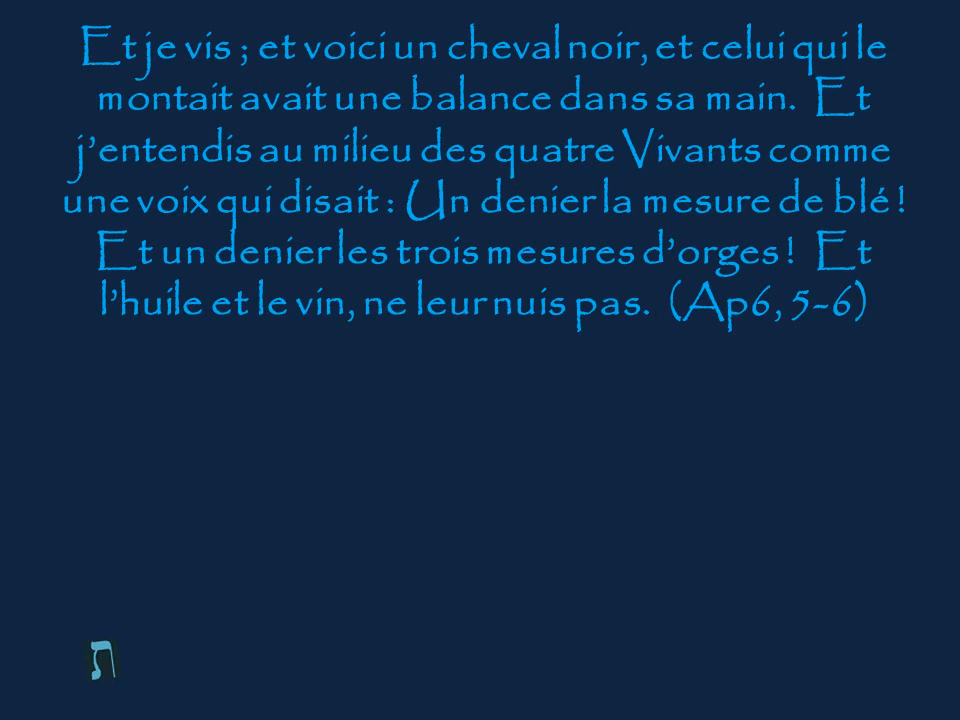 Et je vis ; et voici un cheval noir, et celui qui le
montait avait une balance dans sa main.  Et
j’entendis au milieu des quatre Vivants comme
une voix qui disait : Un denier la mesure de blé !
Et un denier les trois mesures d’orges !  Et
l’huile et le vin, ne leur nuis pas.  (Ap6, 5-6)
ת